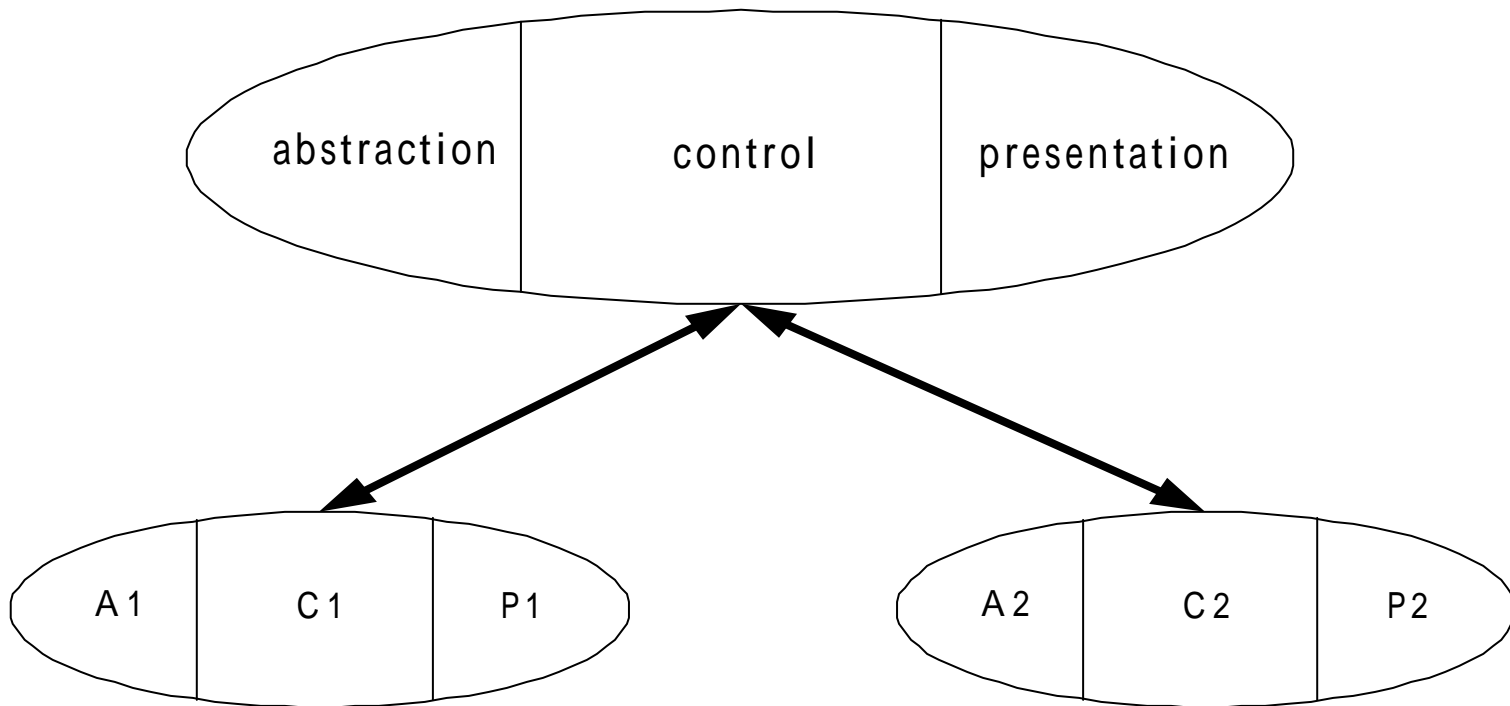 abstraction control presentation
A1 C1 P1 A2 C2 P2